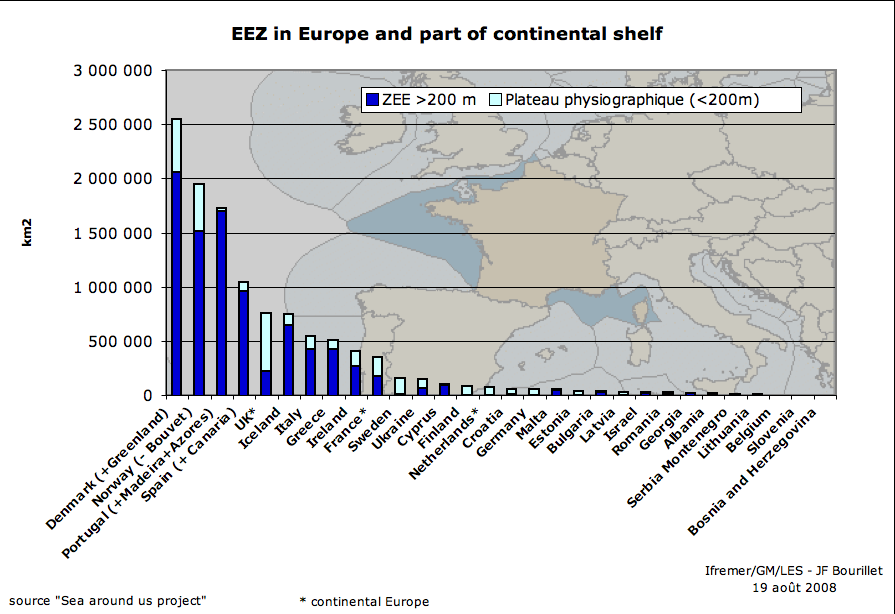 EEZ in Europe and part of continental shelf
ZEE >200 m Plateau physiographique (<200m)
km2
3 000 000
2 500 000
2 000 000
1 500 000
1 000 000
500 000
0
Denmark (+Greenland)
Norway (- Bouvet)
Portugal (+Madeira+Azores)
Spain (+ Canaria)
UK*
Iceland
Italy
Greece
Ireland
France*
Sweden
Ukraine
Cyprus
Finland
Netherlands*
Croatia
Germany
Malta
Estonia
Bulgaria
Latvia
Israel
Romania
Georgia
Albania
Serbia Montenegro
Lithuania
Belgium
Slovenia
Bosnia and Herzegovina
Ifremer/GM/LES - JF Bourillet
19 août 2008
source "Sea around us project"
* continental Europe